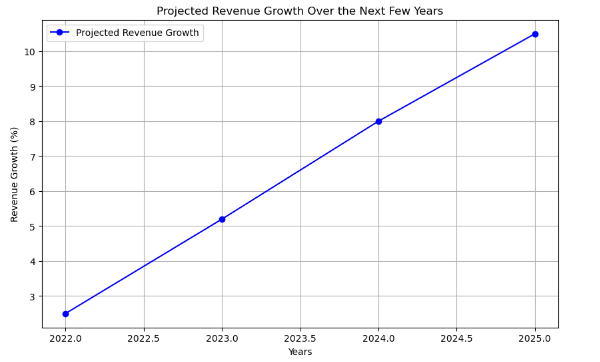 Projected Revenue Growth Over the Next Few Years
Projected Revenue Growth
10
9
8
7
6
5
4
3
Revenue Growth (%)
2022.0 2022.5 2023.0 2023.5 2024.0 2024.5 2025.0
Years